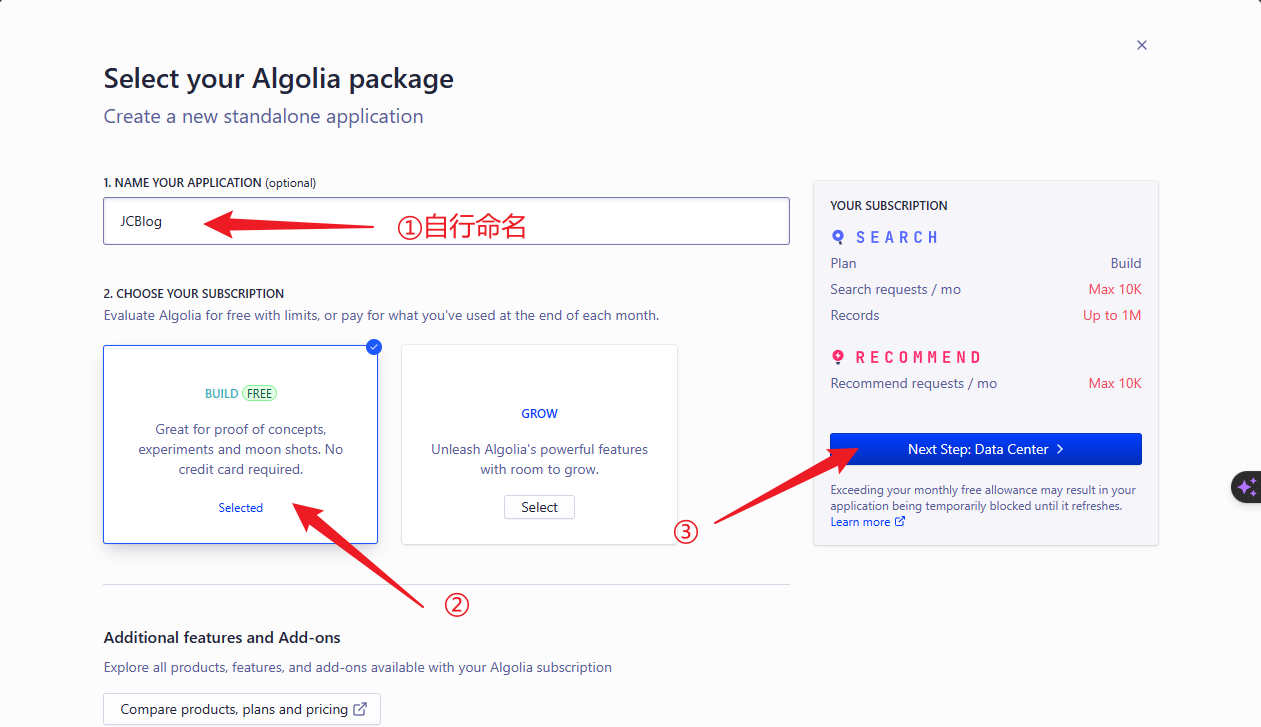 Select your Algolia package
Create a new standalone application
1. NAME YOUR APPLICATION (optional)
JCBlog
①自行命名
2. CHOOSE YOUR SUBSCRIPTION
Evaluate Algolia for free with limits, or pay for what you've used at the end of each month.
BUILD FREE
Great for proof of concepts,
experiments and moon shots. No
credit card required.
Selected
②
GROW
Unleash Algolia's powerful features
with room to grow.
Select
③
Additional features and Add-ons
Explore all products, features, and add-ons available with your Algolia subscription
Compare products, plans and pricing
YOUR SUBSCRIPTION
SEARCH
Plan Build
Search requests / mo Max 10K
Records Up to 1M
RECOMMEND
Recommend requests / mo Max 10K
Next Step: Data Center
Exceeding your monthly free allowance may result in your
application being temporarily blocked until it refreshes.
Learn more